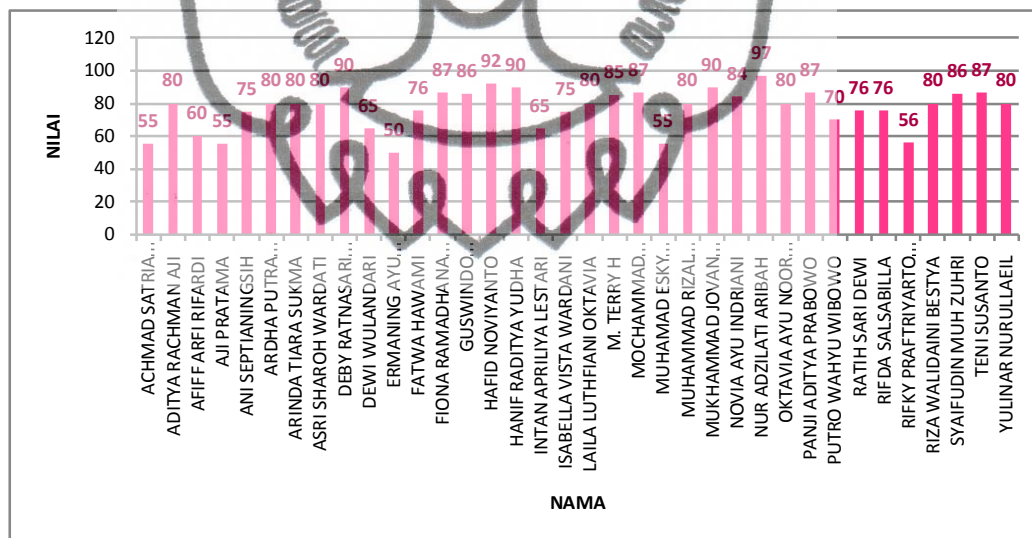 120
100
80
60
40
20
0
NILAI
55
80
60
55
75
80
80
80
90
65
50
76
87
86
92
90
65
75
80
85
87
55
80
90
84
97
80
87
70
76
76
56
80
86
87
80
ACHMAD SATRIA...
ADITYA RACHMAN AJI
AFIFF ARFI RIFARDI
AJI PRATAMA
ANI SEPTIANINGSIH
ARDHA PUTRA...
ARINDA TIARA SUKMA
ASRI SHAROH WARDATI
DEBY RATNASARI...
DEWI WULANDARI
ERMANING AYU...
FATWA HAWAMI
FIONA RAMADHANA...
GUSWINDO...
HAFID NOVIYANTO
HANIF RADITYA YUDHA
INTAN APRILIYA LESTARI
ISABELLA VISTA WARDANI
LAILA LUTHFIANI OKTAVIA
M. TERRY H
MOCHAMMAD...
MUHAMAD ESKY...
MUHAMMAD RIZAL...
MUKHAMMAD JOVAN...
NOVIA AYU INDRIANI
NUR ADZILATI ARIBAH
OKTAVIA AYU NOOR...
PANJI ADITYA PRABOWO
PUTRO WAHYU WIBOWO
RATIH SARI DEWI
RIFDA SALSABILLA
RIFKY PRAFTRIYARTO...
RIZA WALIDAINI BESTYA
SYAIFUDIN MUH ZUHRI
TENI SUSANTO
YULINAR NURULLAEIL
NAMA